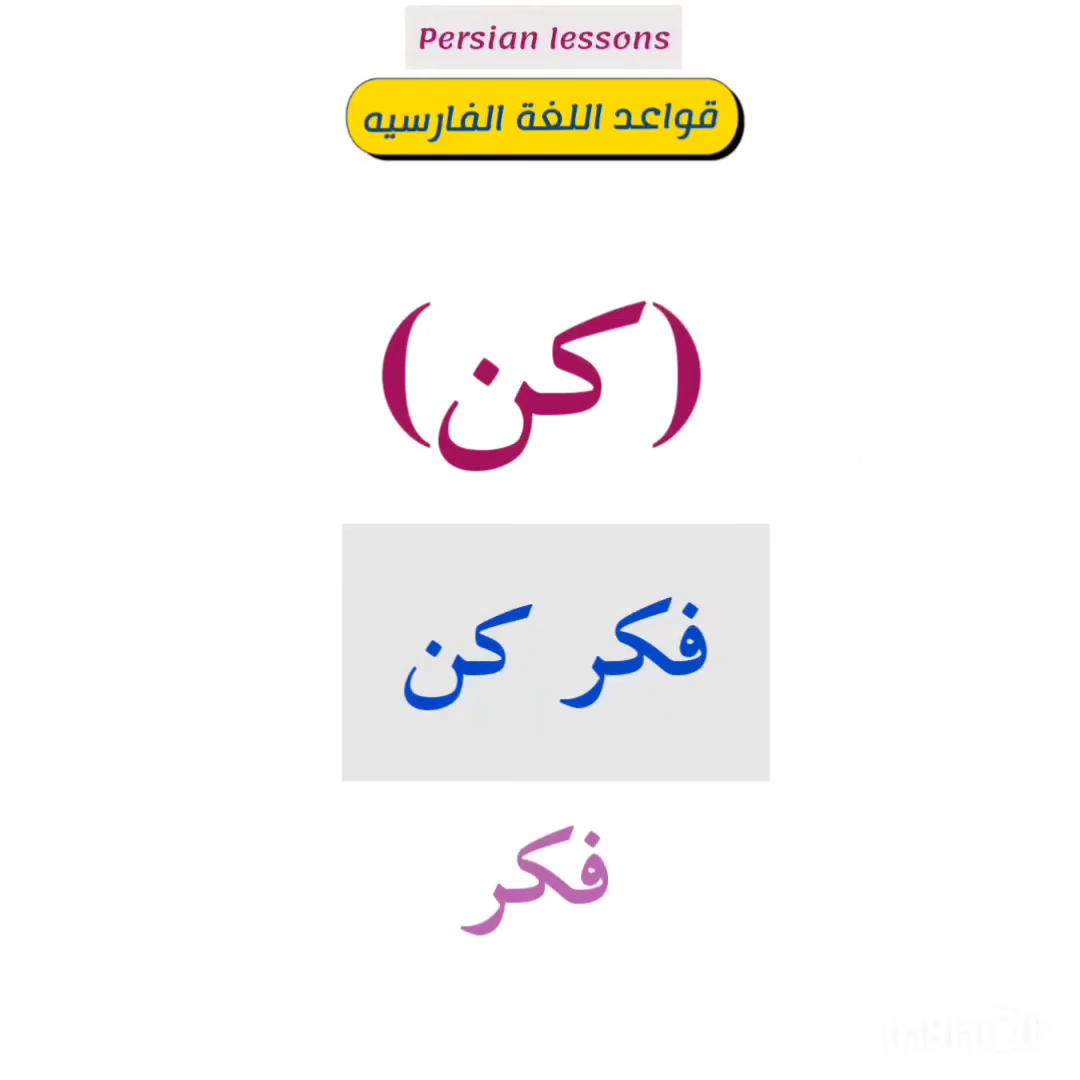 Persian lessons
قواعد اللغة الفارسيه
(كن)
فكر كن
فكر